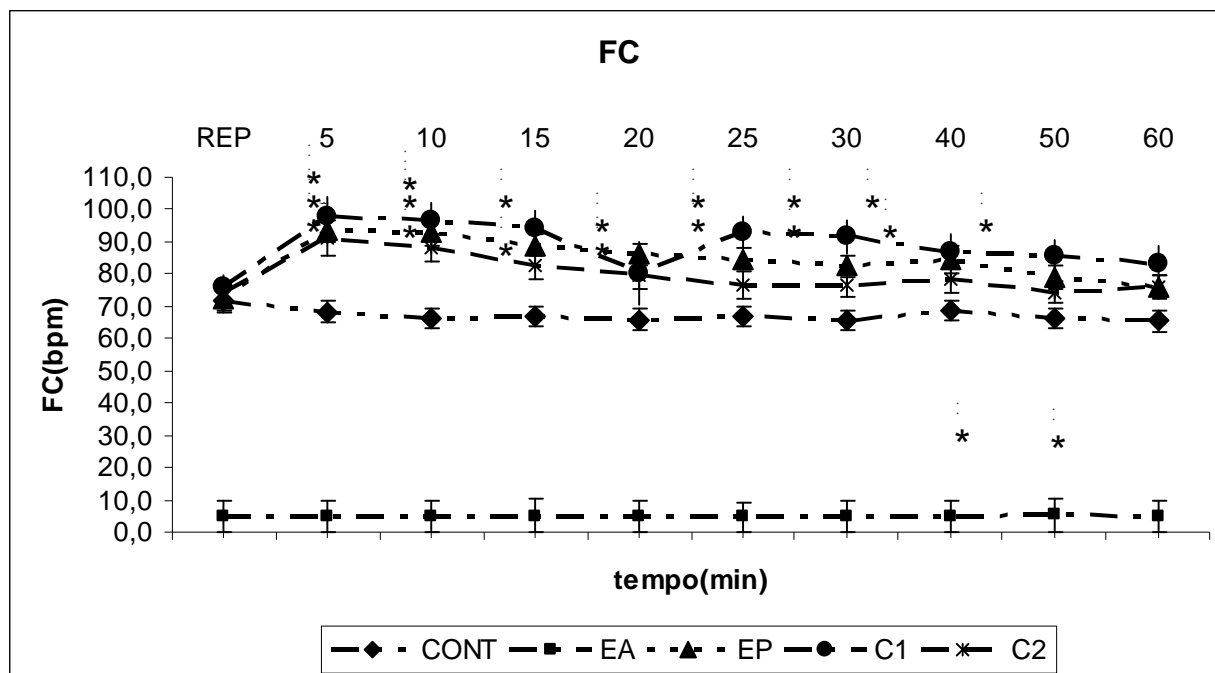 FC
REP 5 10 15 20 25 30 40 50 60
110,0
100,0
90,0
80,0
70,0
60,0
50,0
40,0
30,0
20,0
10,0
0,0
FC(bpm)
* * * * * * * *
* * * * * * * * *
* * * *
* *
tempo(min)
CONT EA EP C1 C2